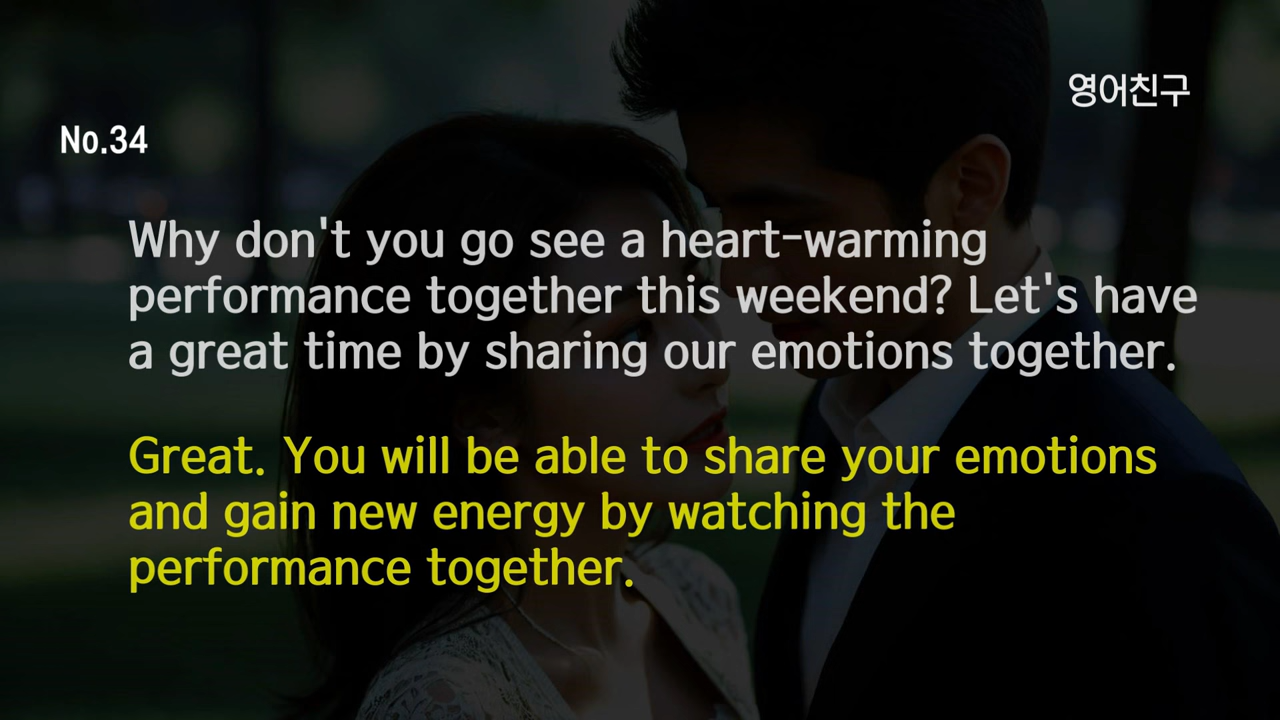 영어친구
No.34
Why don't you go see a heart-warming
performance together this weekend? Let's have
a great time by sharing our emotions together.
Great. You will be able to share your emotions
and gain new energy by watching the
performance together.